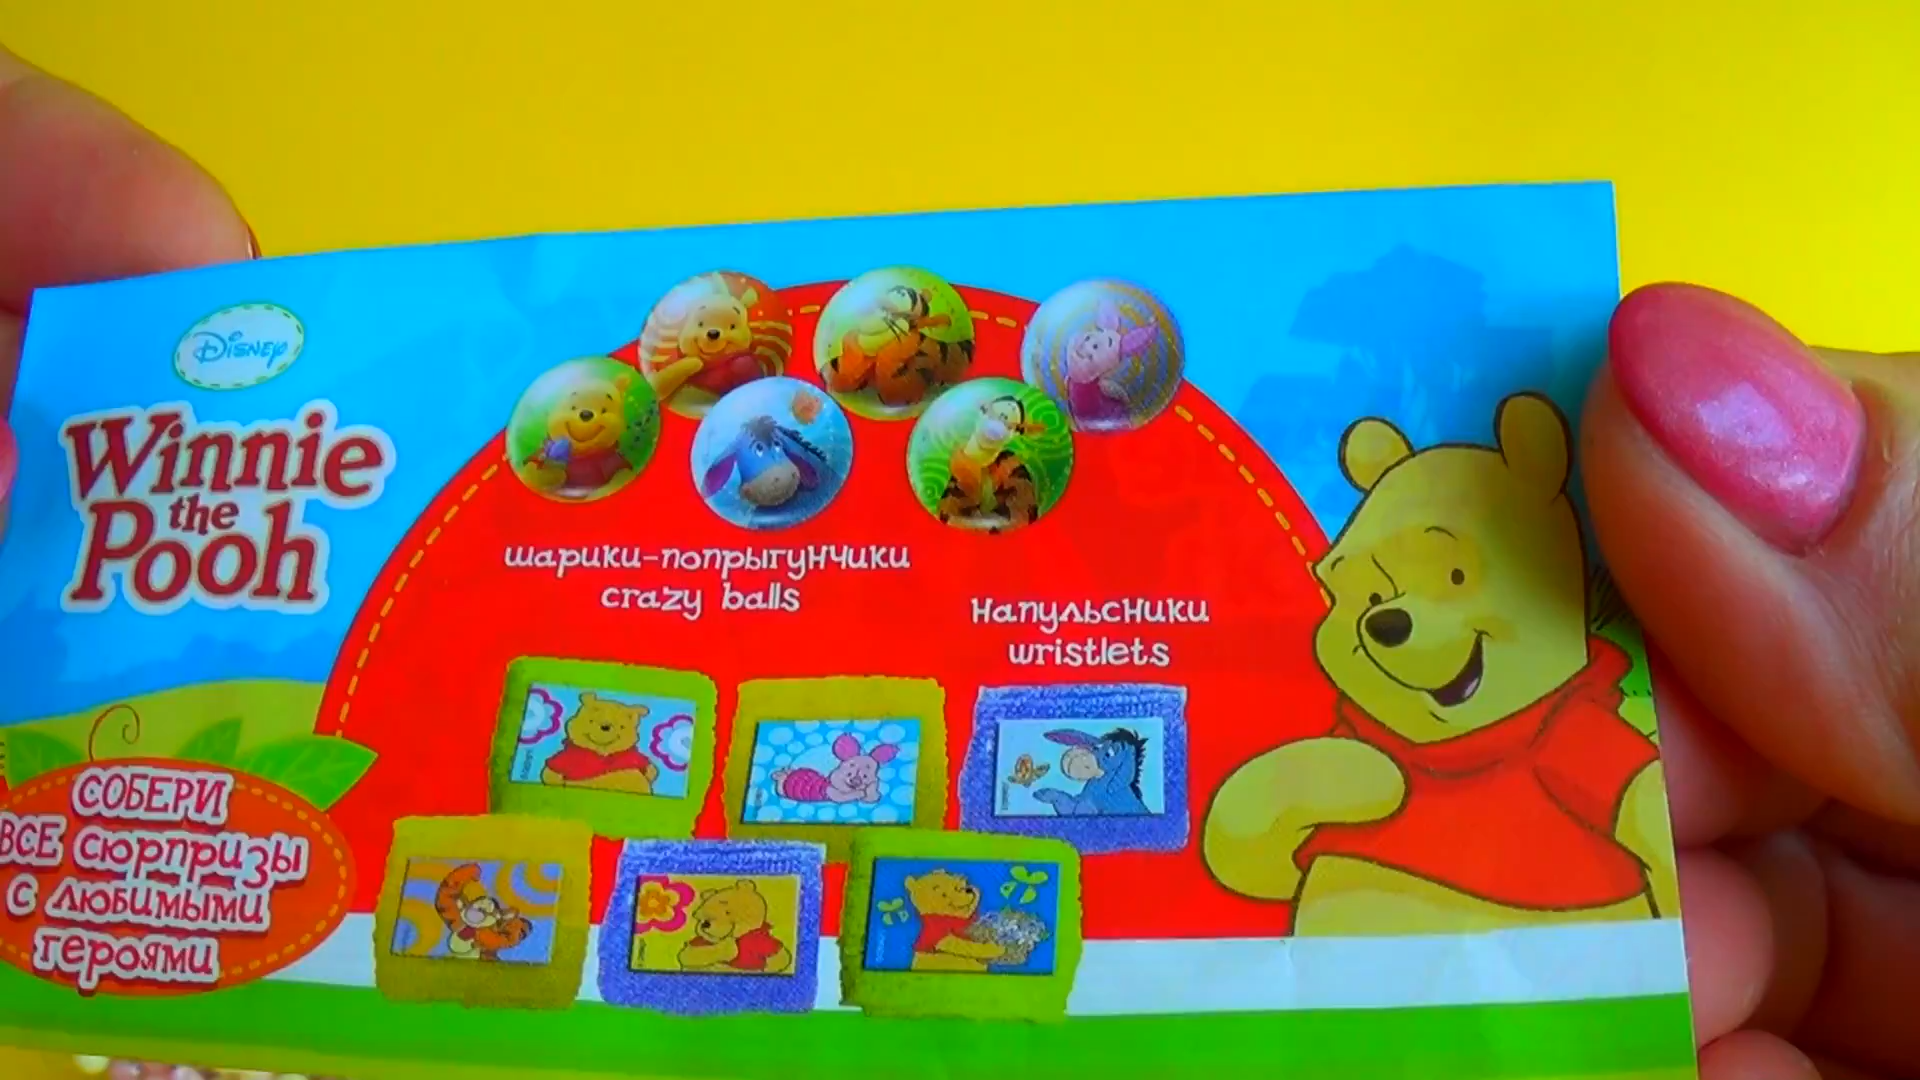 Disney
Winnie
the
Pooh
шарики-попрыгунчики
crazy balls
Напульсники
wristlets
СОБЕРИ
ВСЕ сюрпризы
с любимыми
героями